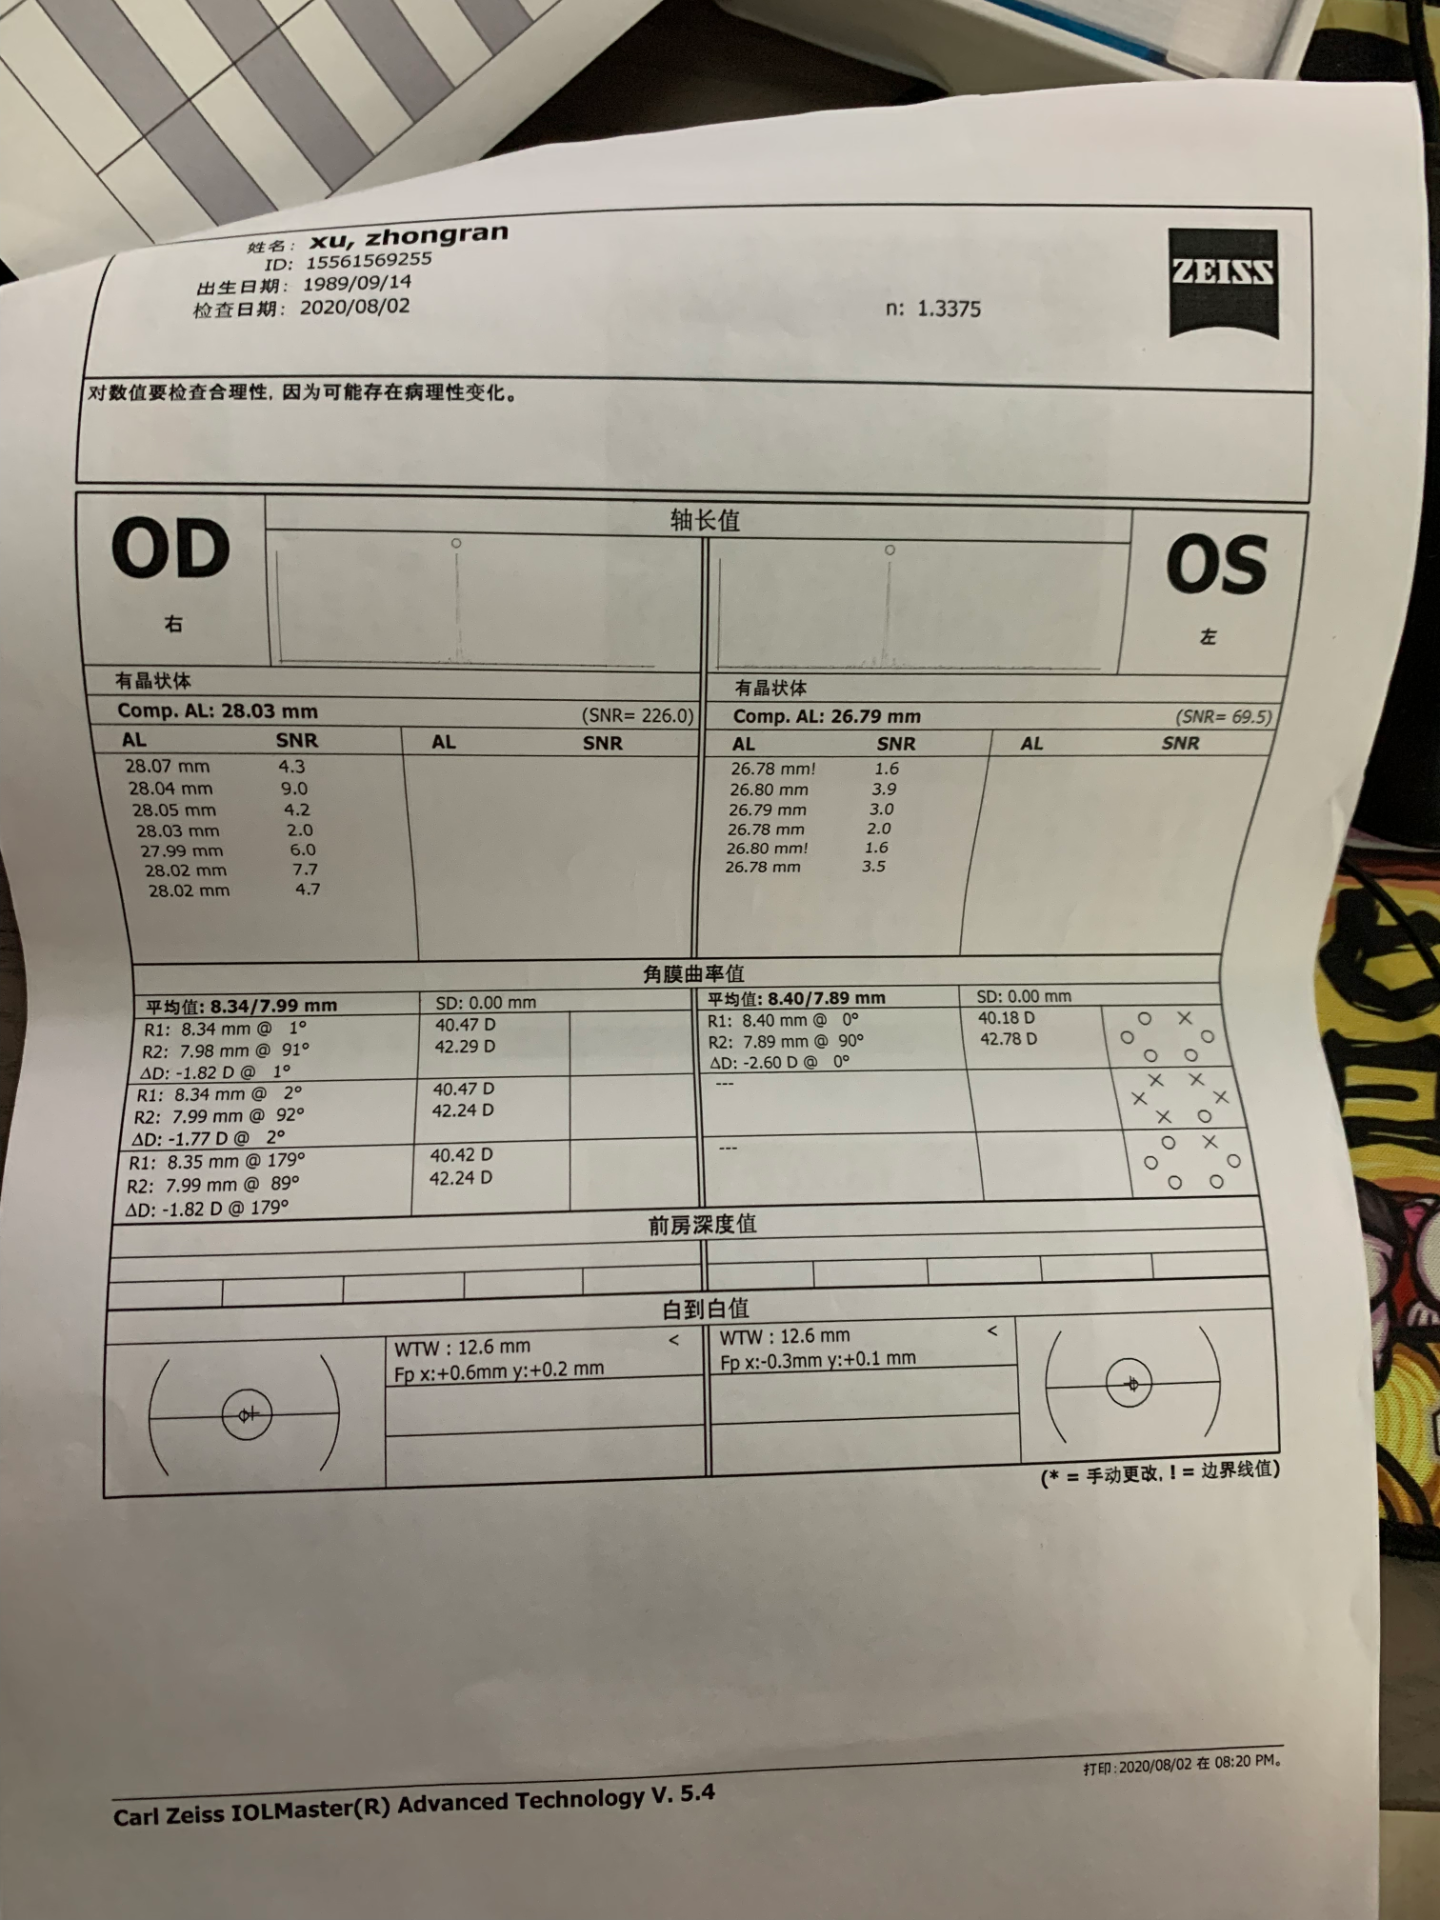 姓名: xu, zhongran
ID: 15561569255
出生日期: 1989/09/14
检查日期: 2020/08/02
n: 1.3375
ZEISS
对数值要检查合理性, 因为可能存在病理性变化。
OD
右
轴长值
OS
左
有晶状体
有晶状体
Comp. AL: 28.03 mm (SNR= 226.0)
Comp. AL: 26.79 mm (SNR= 69.5)
AL SNR AL SNR
AL SNR AL SNR
28.07 mm 4.3
28.04 mm 9.0
28.05 mm 4.2
28.03 mm 2.0
27.99 mm 6.0
28.02 mm 7.7
28.02 mm 4.7
26.78 mm! 1.6
26.80 mm 3.9
26.79 mm 3.0
26.78 mm 2.0
26.80 mm! 1.6
26.78 mm 3.5
角膜曲率值
平均值: 8.34/7.99 mm SD: 0.00 mm
R1: 8.34 mm @ 1° 40.47 D
R2: 7.98 mm @ 91° 42.29 D
ΔD: -1.82 D @ 1°
R1: 8.34 mm @ 2° 40.47 D
R2: 7.99 mm @ 92° 42.24 D
ΔD: -1.77 D @ 2°
R1: 8.35 mm @ 179° 40.42 D
R2: 7.99 mm @ 89° 42.24 D
ΔD: -1.82 D @ 179°
平均值: 8.40/7.89 mm SD: 0.00 mm
R1: 8.40 mm @ 0° 40.18 D
R2: 7.89 mm @ 90° 42.78 D
ΔD: -2.60 D @ 0°
---
---
前房深度值
白到白值
WTW : 12.6 mm <
Fp x:+0.6mm y:+0.2 mm
WTW : 12.6 mm <
Fp x:-0.3mm y:+0.1 mm
(* = 手动更改, ! = 边界线值)
打印:2020/08/02 在 08:20 PM。
Carl Zeiss IOLMaster(R) Advanced Technology V. 5.4